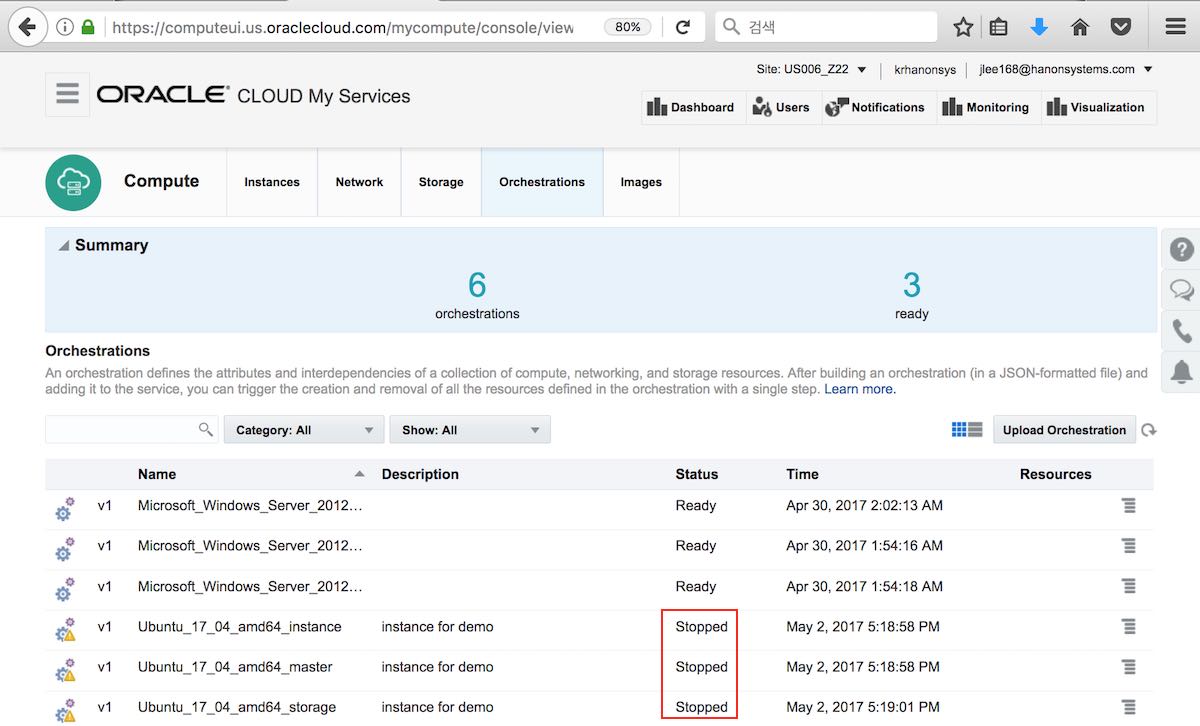 https://computeui.us.oraclecloud.com/mycompute/console/view
80%
검색
Site: US006_Z22
krhanonsys
jlee168@hanonsystems.com
ORACLE CLOUD My Services
Dashboard
Users
Notifications
Monitoring
Visualization
Compute
Instances
Network
Storage
Orchestrations
Images
Summary
6
orchestrations
3
ready
Orchestrations
An orchestration defines the attributes and interdependencies of a collection of compute, networking, and storage resources. After building an orchestration (in a JSON-formatted file) and
adding it to the service, you can trigger the creation and removal of all the resources defined in the orchestration with a single step. Learn more.
Category: All
Show: All
Upload Orchestration
Name Description Status Time Resources
v1 Microsoft_Windows_Server_2012… Ready Apr 30, 2017 2:02:13 AM
v1 Microsoft_Windows_Server_2012… Ready Apr 30, 2017 1:54:16 AM
v1 Microsoft_Windows_Server_2012… Ready Apr 30, 2017 1:54:18 AM
v1 Ubuntu_17_04_amd64_instance instance for demo Stopped May 2, 2017 5:18:58 PM
v1 Ubuntu_17_04_amd64_master instance for demo Stopped May 2, 2017 5:18:58 PM
v1 Ubuntu_17_04_amd64_storage instance for demo Stopped May 2, 2017 5:19:01 PM